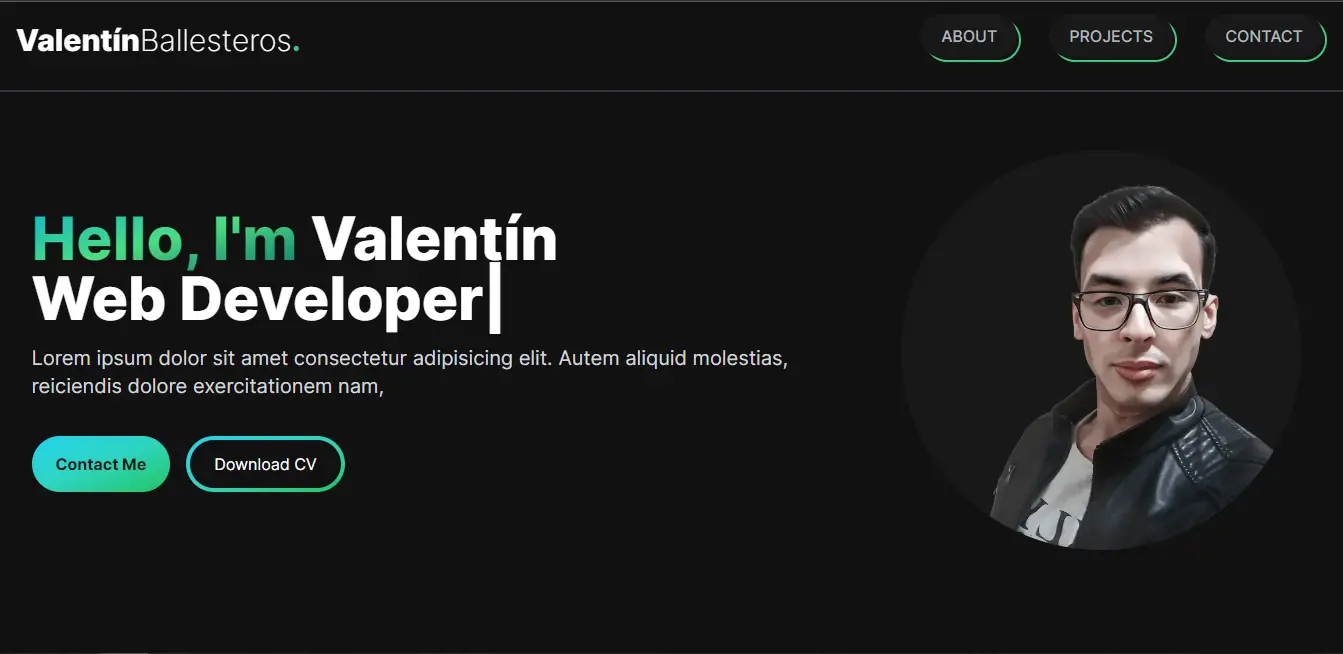 ValentínBallesteros.
ABOUT
PROJECTS
CONTACT
Hello, I'm Valentín
Web Developer|
Lorem ipsum dolor sit amet consectetur adipisicing elit. Autem aliquid molestias,
reiciendis dolore exercitationem nam,
Contact Me
Download CV